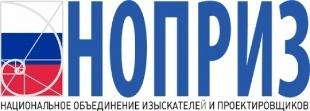 НОПРИЗ
НАЦИОНАЛЬНОЕ ОБЪЕДИНЕНИЕ ИЗЫСКАТЕЛЕЙ И ПРОЕКТИРОВЩИКОВ